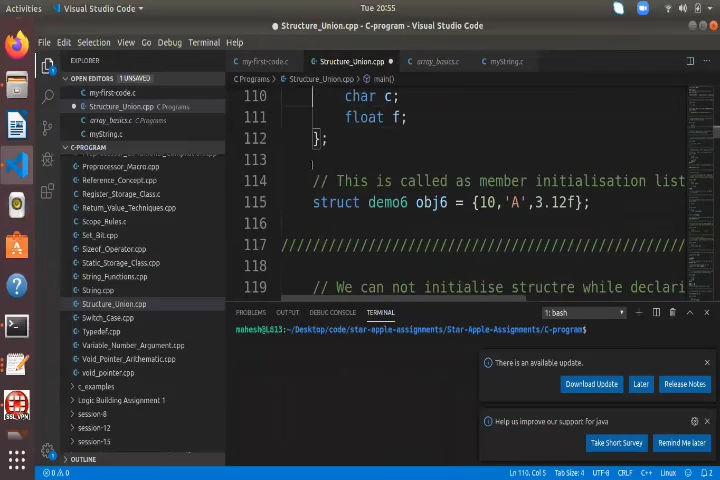 Activities
Visual Studio Code
Tue 20:55
Structure_Union.cpp - C-program - Visual Studio Code
File Edit Selection View Go Debug Terminal Help
EXPLORER
OPEN EDITORS 1 UNSAVED
my-first-code.c
Structure_Union.cpp C Programs
array_basics.c C Programs
myString.c
C-PROGRAM
Preprocessor_Macro.cpp
Reference_Concept.cpp
Register_Storage_Class.c
Return_Value_Techniques.cpp
Scope_Rules.c
Set_Bit.cpp
Sizeof_Operator.cpp
Static_Storage_Class.cpp
String_Functions.cpp
String.cpp
Structure_Union.cpp
Switch_Case.cpp
Typedef.cpp
Variable_Number_Argument.cpp
Void_Pointer_Arithematic.cpp
void_pointer.cpp
c_examples
Logic Building Assignment 1
session-8
session-12
session-15
OUTLINE
my-first-code.c
Structure_Union.cpp
array_basics.c
myString.c
C Programs > Structure_Union.cpp > main()
110 char c;
111 float f;
112 };
113
114 // This is called as member initialisation list
115 struct demo6 obj6 = {10,'A',3.12f};
116
117 ////////////////////////////////////////////////////
118
119 // We can not initialise structre while declari
PROBLEMS OUTPUT DEBUG CONSOLE TERMINAL
1: bash
mahesh@L813:~/Desktop/code/star-apple-assignments/Star-Apple-Assignments/C-program$
There is an available update.
Download Update Later Release Notes
Help us improve our support for java
Take Short Survey Remind Me later
SSL_VPN
0 0
Ln 110, Col 5 Tab Size: 4 UTF-8 CRLF C++ Linux 2